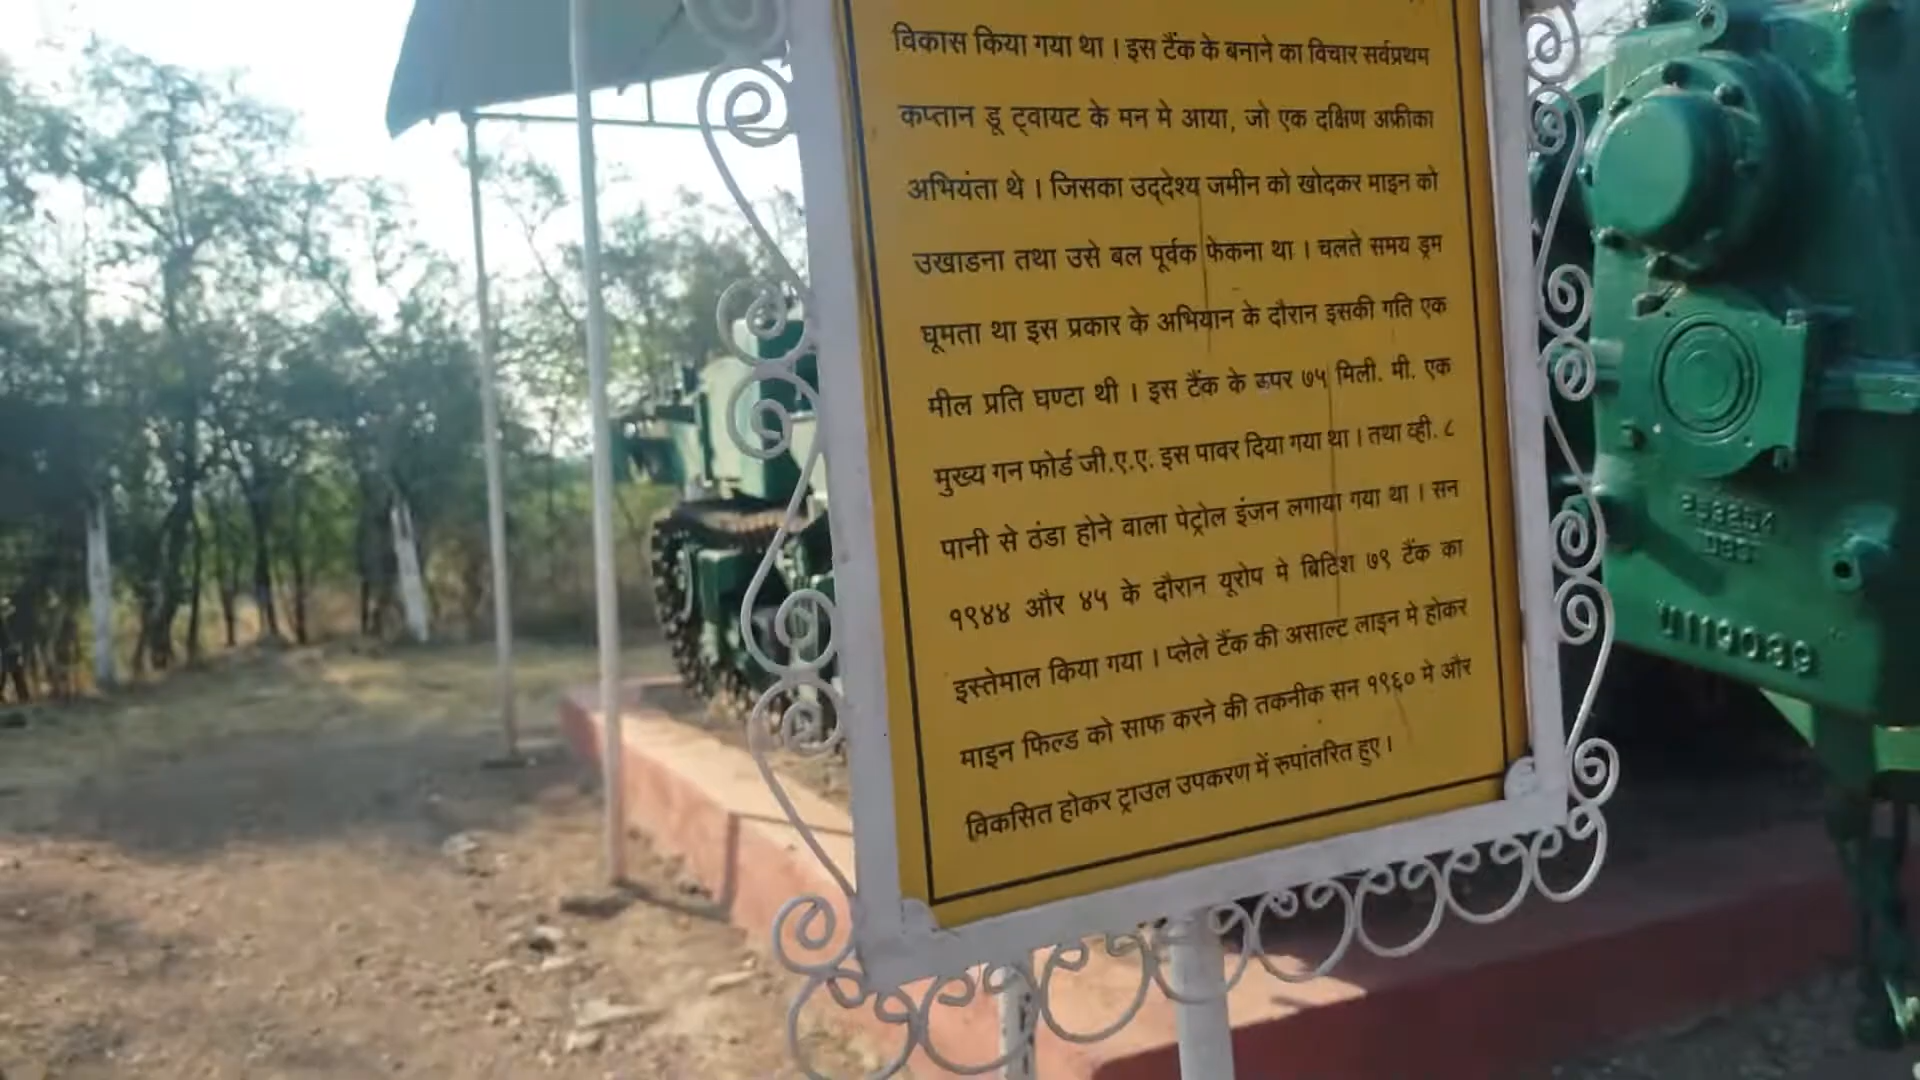 विकास किया गया था । इस टैंक के बनाने का विचार सर्वप्रथम
कप्तान डू ट्वायट के मन मे आया, जो एक दक्षिण अफ्रीका
अभियंता थे । जिसका उद्देश्य जमीन को खोदकर माइन को
उखाडना तथा उसे बल पूर्वक फेकना था । चलते समय ड्रम
घूमता था इस प्रकार के अभियान के दौरान इसकी गति एक
मील प्रति घण्टा थी । इस टैंक के ऊपर ७५ मिली. मी. एक
मुख्य गन फोर्ड जी.ए.ए. इस पावर दिया गया था । तथा व्ही. ८
पानी से ठंडा होने वाला पेट्रोल इंजन लगाया गया था । सन
१९४४ और ४५ के दौरान यूरोप मे ब्रिटिश ७९ टैंक का
इस्तेमाल किया गया । प्लेले टैंक की असाल्ट लाइन मे होकर
माइन फिल्ड को साफ करने की तकनीक सन १९६० मे और
विकसित होकर ट्राउल उपकरण में रुपांतरित हुए ।